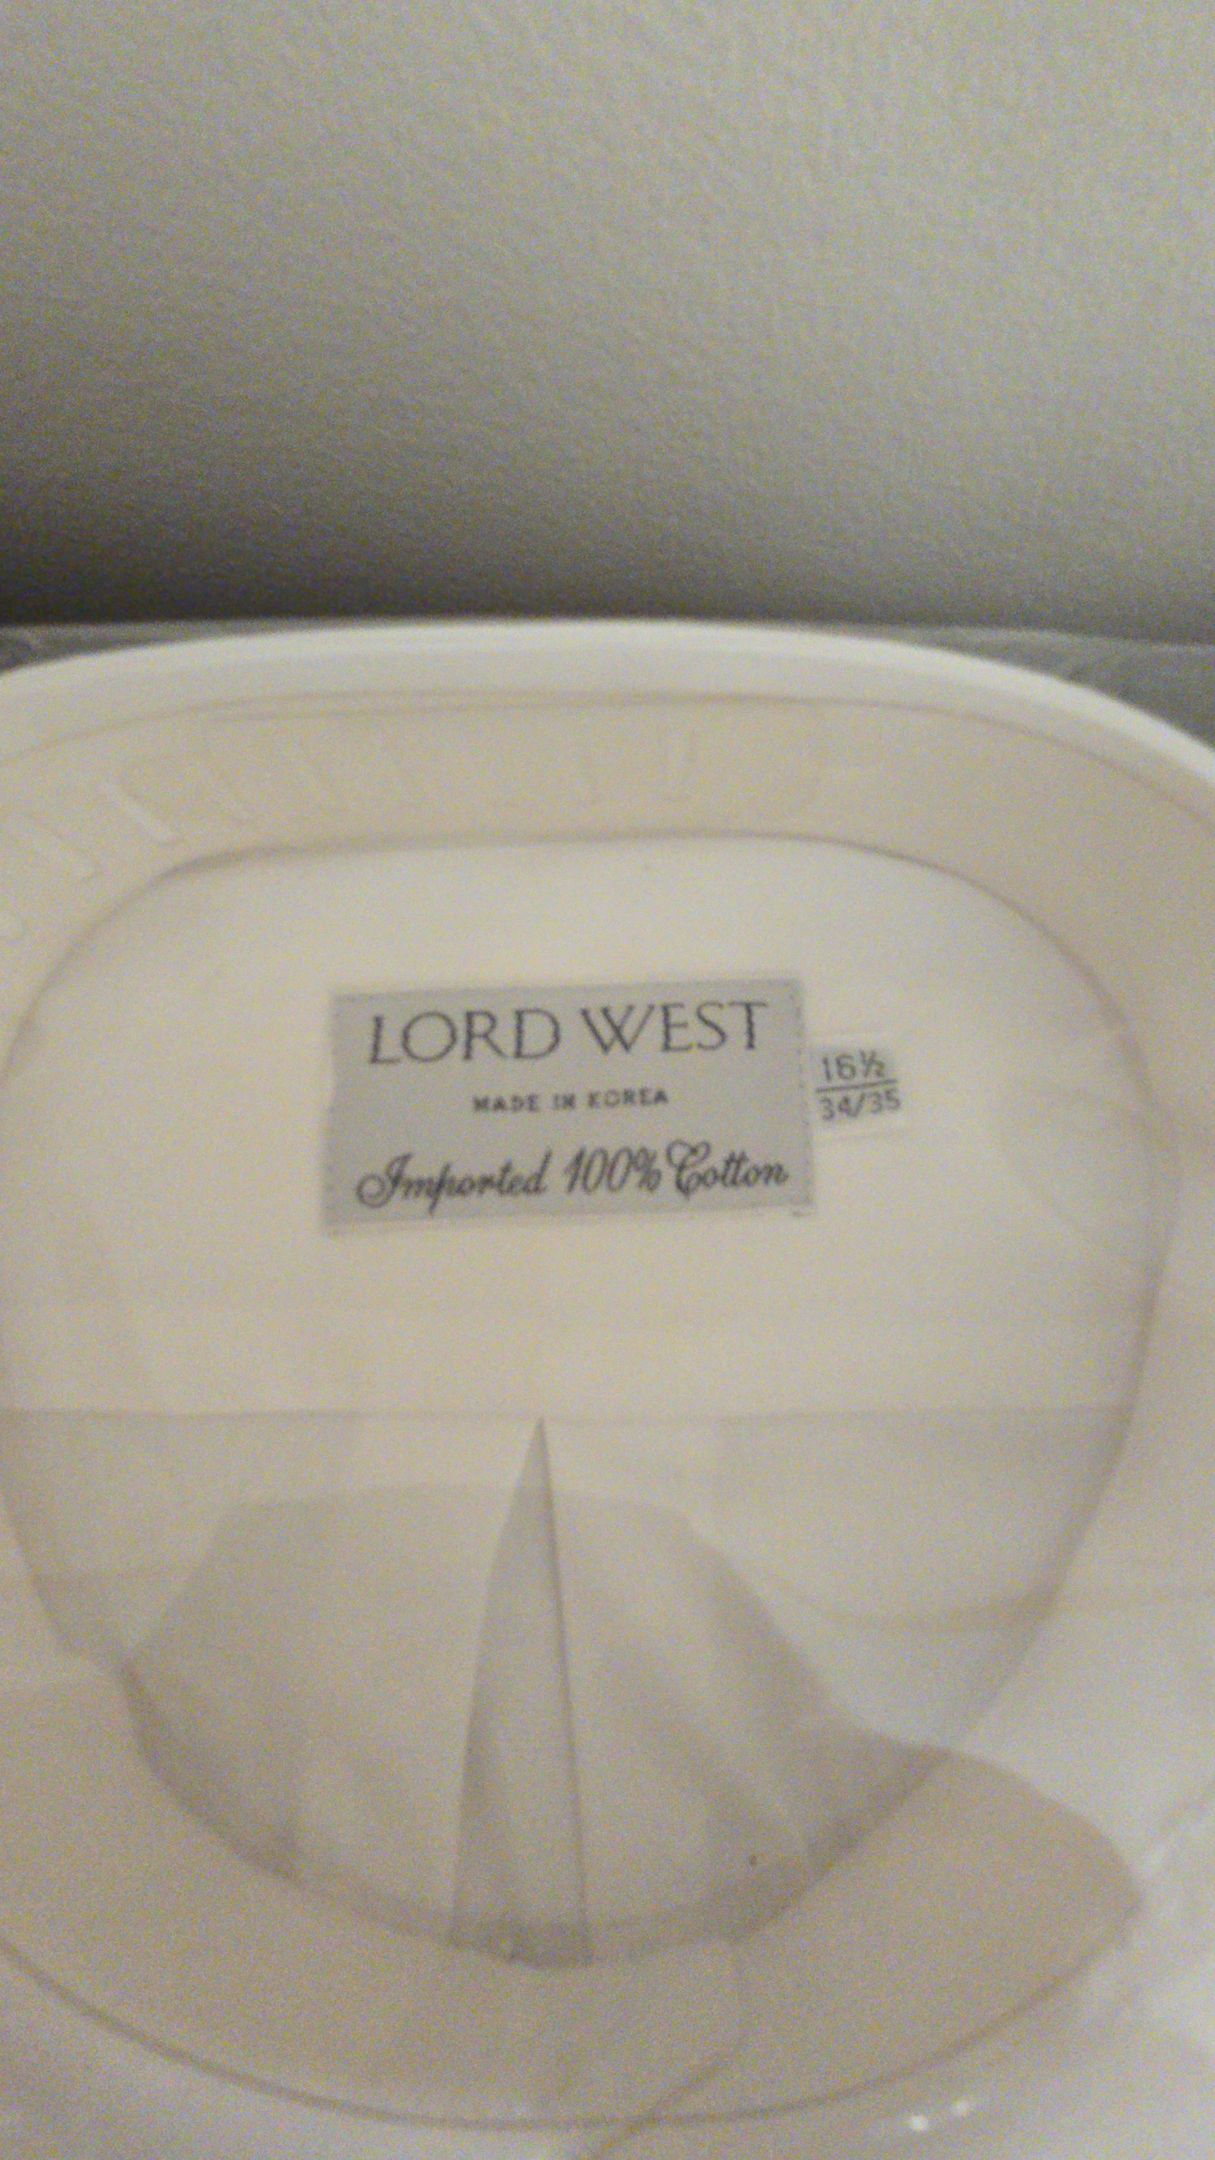 LORD WEST
MADE IN KOREA
Imported 100% Cotton
16½
34/35